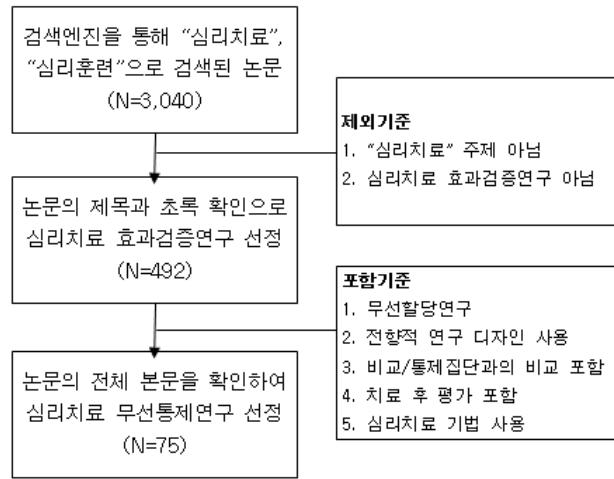 검색엔진을 통해 “심리치료”,
“심리훈련”으로 검색된 논문
(N=3,040)
제외기준
1. “심리치료” 주제 아님
2. 심리치료 효과검증연구 아님
논문의 제목과 초록 확인으로
심리치료 효과검증연구 선정
(N=492)
포함기준
1. 무선할당연구
2. 전향적 연구 디자인 사용
3. 비교/통제집단과의 비교 포함
4. 치료 후 평가 포함
5. 심리치료 기법 사용
논문의 전체 본문을 확인하여
심리치료 무선통제연구 선정
(N=75)